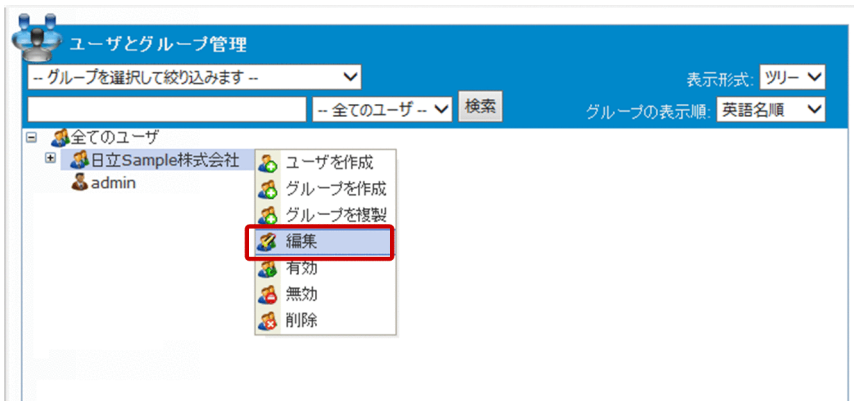 ユーザとグループ管理
-- グループを選択して絞り込みます --
表示形式: ツリー
-- 全てのユーザ -- 検索 グループの表示順: 英語名順
全てのユーザ
日立Sample株式会社
admin
ユーザを作成
グループを作成
グループを複製
編集
有効
無効
削除